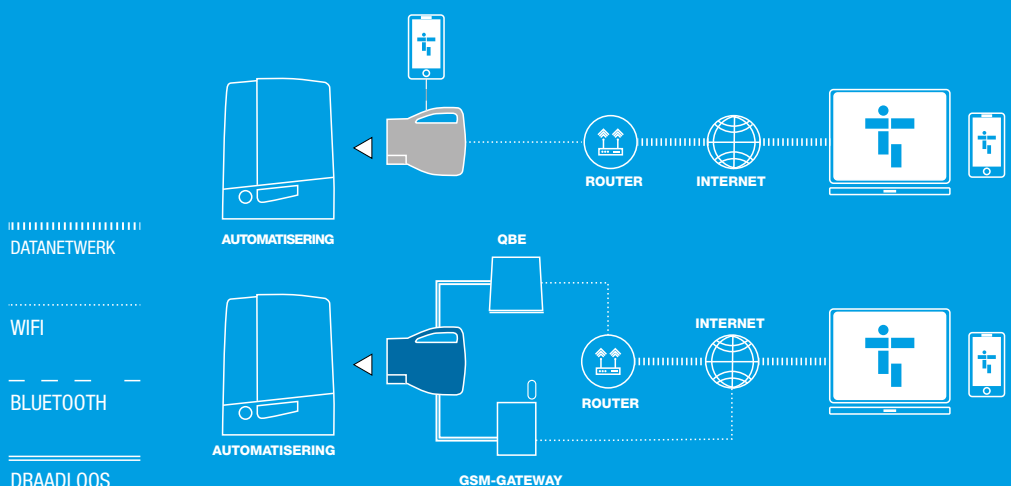 ROUTER
INTERNET
AUTOMATISERING
QBE
DATANETWERK
WIFI
INTERNET
BLUETOOTH
ROUTER
AUTOMATISERING
DRAADLOOS
GSM-GATEWAY